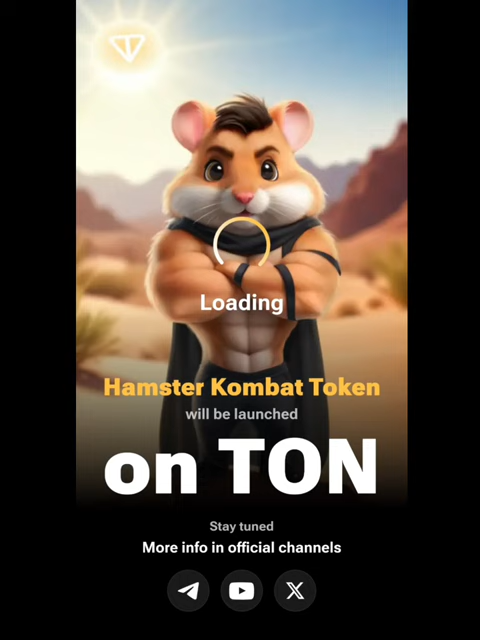 Loading
Hamster Kombat Token
will be launched
on TON
Stay tuned
More info in official channels